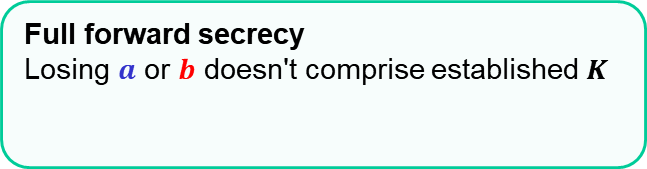 Full forward secrecy
Losing a or b doesn't comprise established K